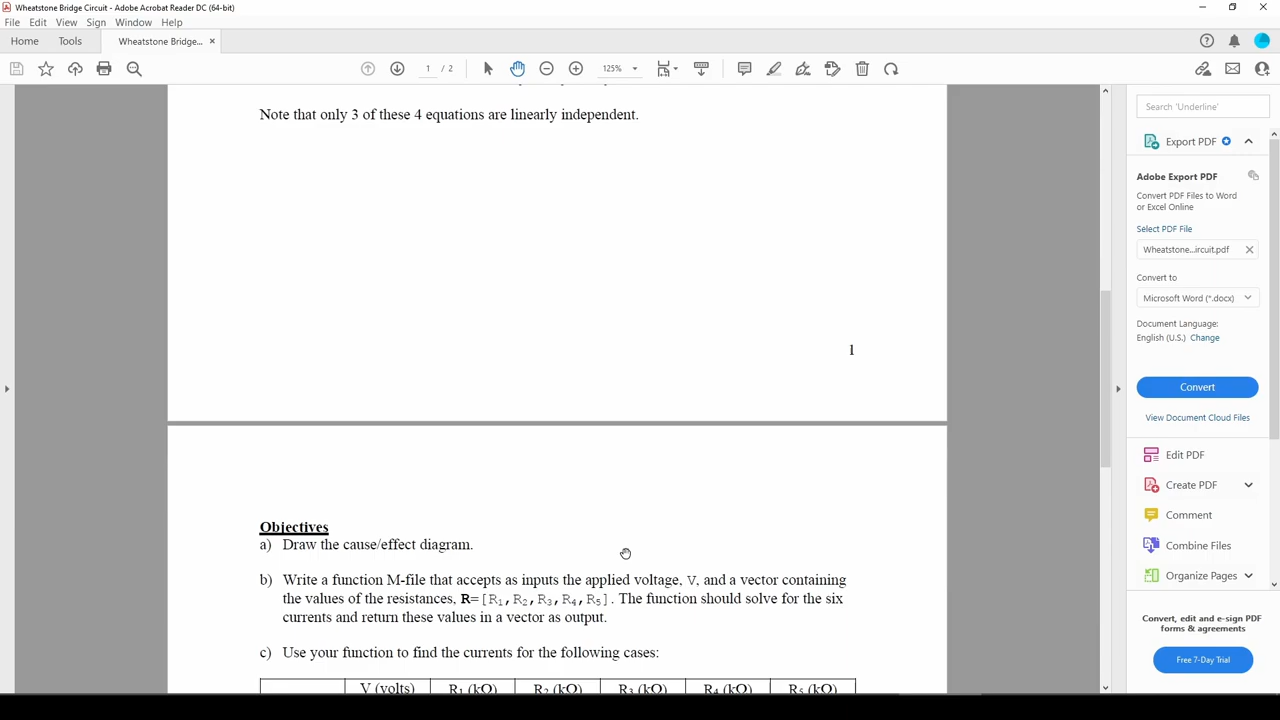 Wheatstone Bridge Circuit - Adobe Acrobat Reader DC (64-bit)
File Edit View Sign Window Help
Home Tools Wheatstone Bridge... ×
1 / 2 125%
Note that only 3 of these 4 equations are linearly independent.
1
Objectives
a) Draw the cause/effect diagram.
b) Write a function M-file that accepts as inputs the applied voltage, V, and a vector containing
the values of the resistances, R=[R₁,R₂,R₃,R₄,R₅]. The function should solve for the six
currents and return these values in a vector as output.
c) Use your function to find the currents for the following cases:
V (volts) R₁ (kΩ) R₂ (kΩ) R₃ (kΩ) R₄ (kΩ) R₅ (kΩ)
Search 'Underline'
Export PDF
Adobe Export PDF
Convert PDF Files to Word
or Excel Online
Select PDF File
Wheatstone...ircuit.pdf
Convert to
Microsoft Word (*.docx)
Document Language:
English (U.S.) Change
Convert
View Document Cloud Files
Edit PDF
Create PDF
Comment
Combine Files
Organize Pages
Convert, edit and e-sign PDF
forms & agreements
Free 7-Day Trial